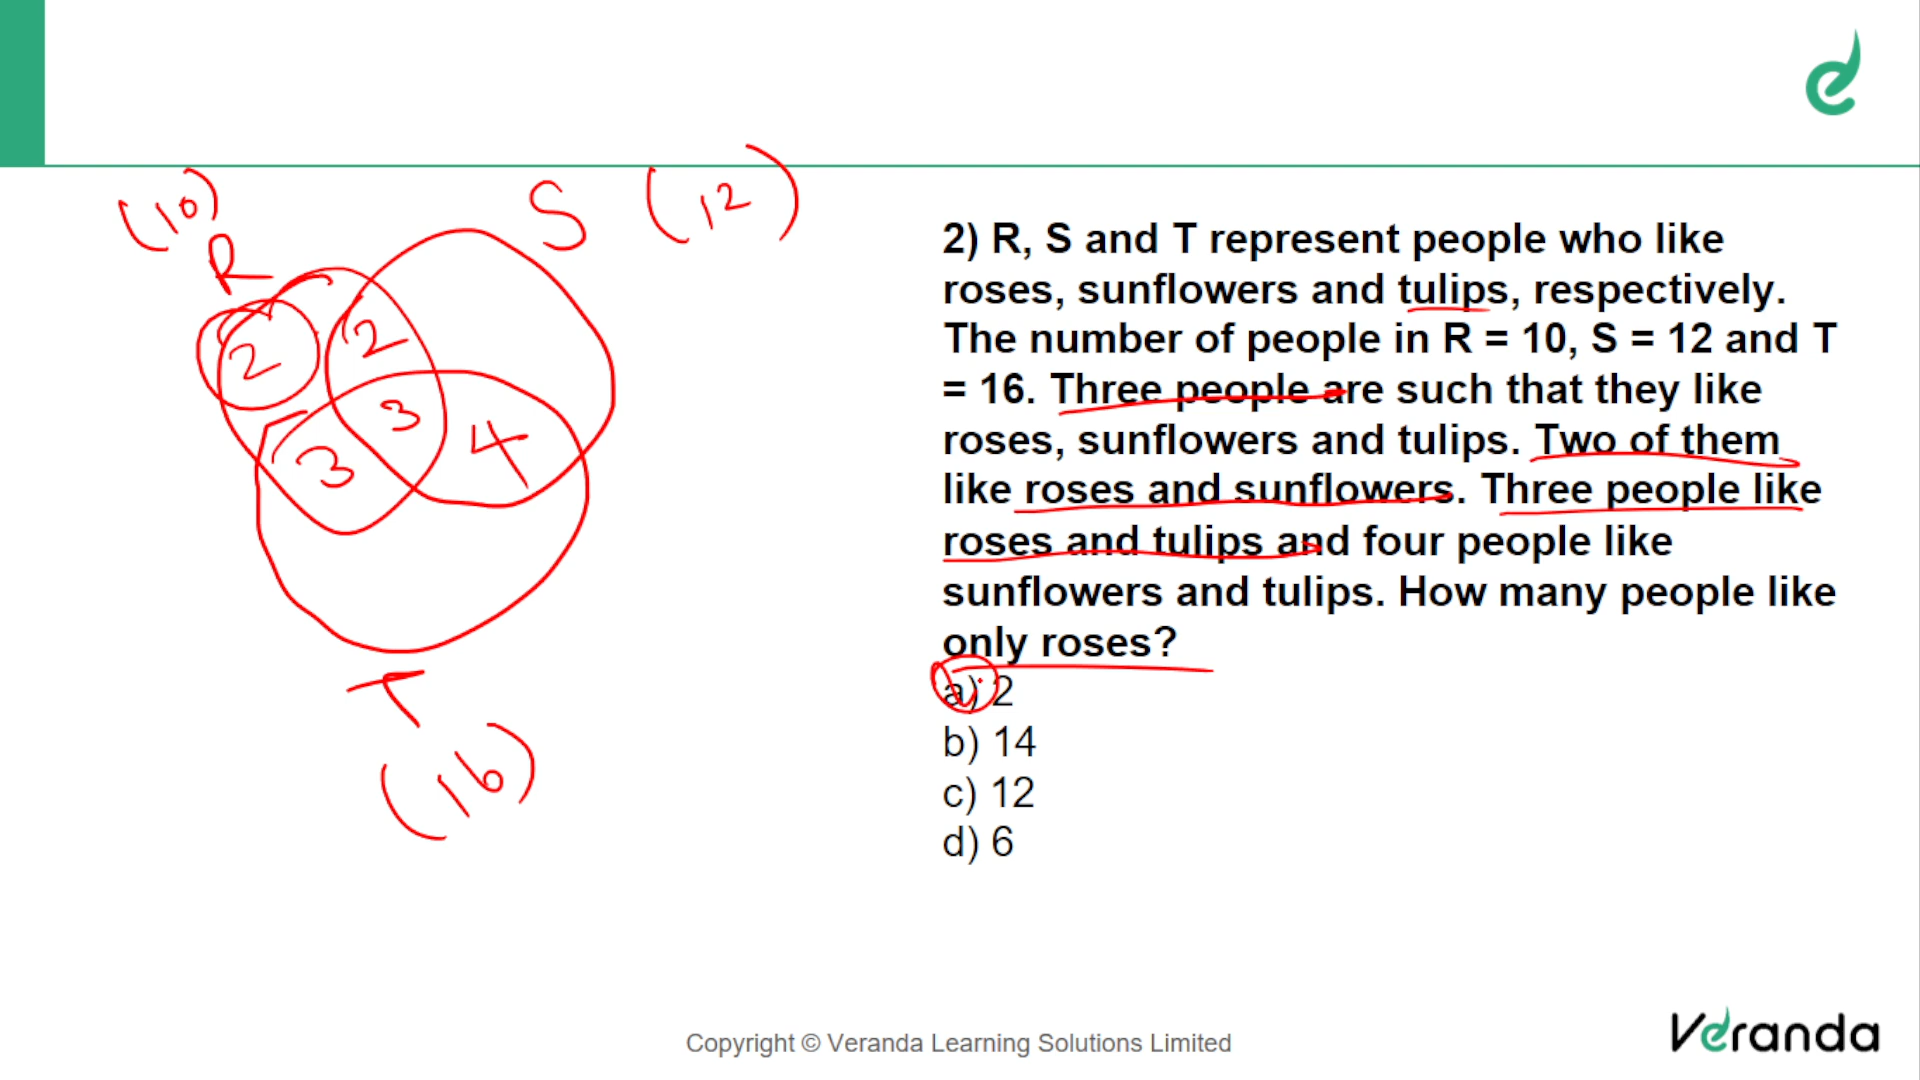 (10)
R
S (12)
2
2
3
3
4
T
(16)
2) R, S and T represent people who like
roses, sunflowers and tulips, respectively.
The number of people in R = 10, S = 12 and T
= 16. Three people are such that they like
roses, sunflowers and tulips. Two of them
like roses and sunflowers. Three people like
roses and tulips and four people like
sunflowers and tulips. How many people like
only roses?
a) 2
b) 14
c) 12
d) 6
Copyright © Veranda Learning Solutions Limited
Veranda